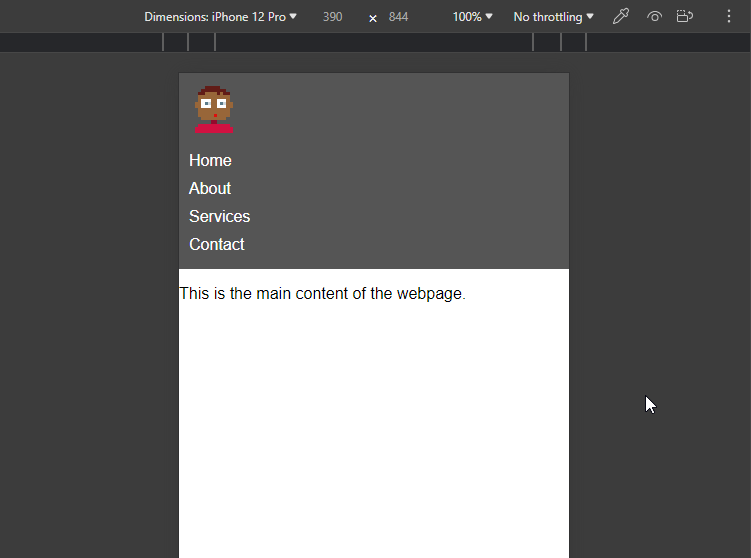 Dimensions: iPhone 12 Pro ▼ 390 × 844 100% ▼ No throttling ▼
Home
About
Services
Contact
This is the main content of the webpage.